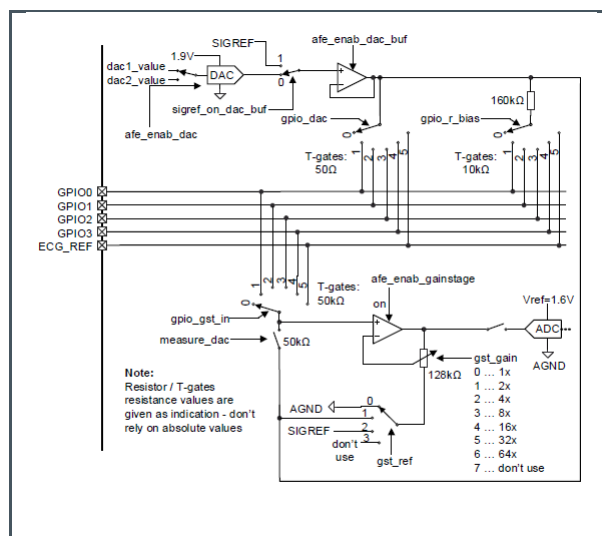 SIGREF
afe_enab_dac_buf
1.9V
1
dac1_value
DAC
+
dac2_value
0
-
sigref_on_dac_buf
160kΩ
afe_enab_dac
gpio_dac
gpio_r_bias
0
0
T-gates:
50Ω
1
2
3
4
5
T-gates:
10kΩ
1
2
3
4
5
GPIO0
GPIO1
GPIO2
GPIO3
ECG_REF
1
2
3
4
5
T-gates:
50kΩ
afe_enab_gainstage
0
on
Vref=1.6V
gpio_gst_in
+
ADC
measure_dac
50kΩ
-
gst_gain
AGND
128kΩ
0 ... 1x
1 ... 2x
2 ... 4x
3 ... 8x
4 ... 16x
5 ... 32x
6 ... 64x
7 ... don't use
Note:
Resistor / T-gates
resistance values are
given as indication - don't
rely on absolute values
AGND
0
1
SIGREF
2
don't
use
3
gst_ref